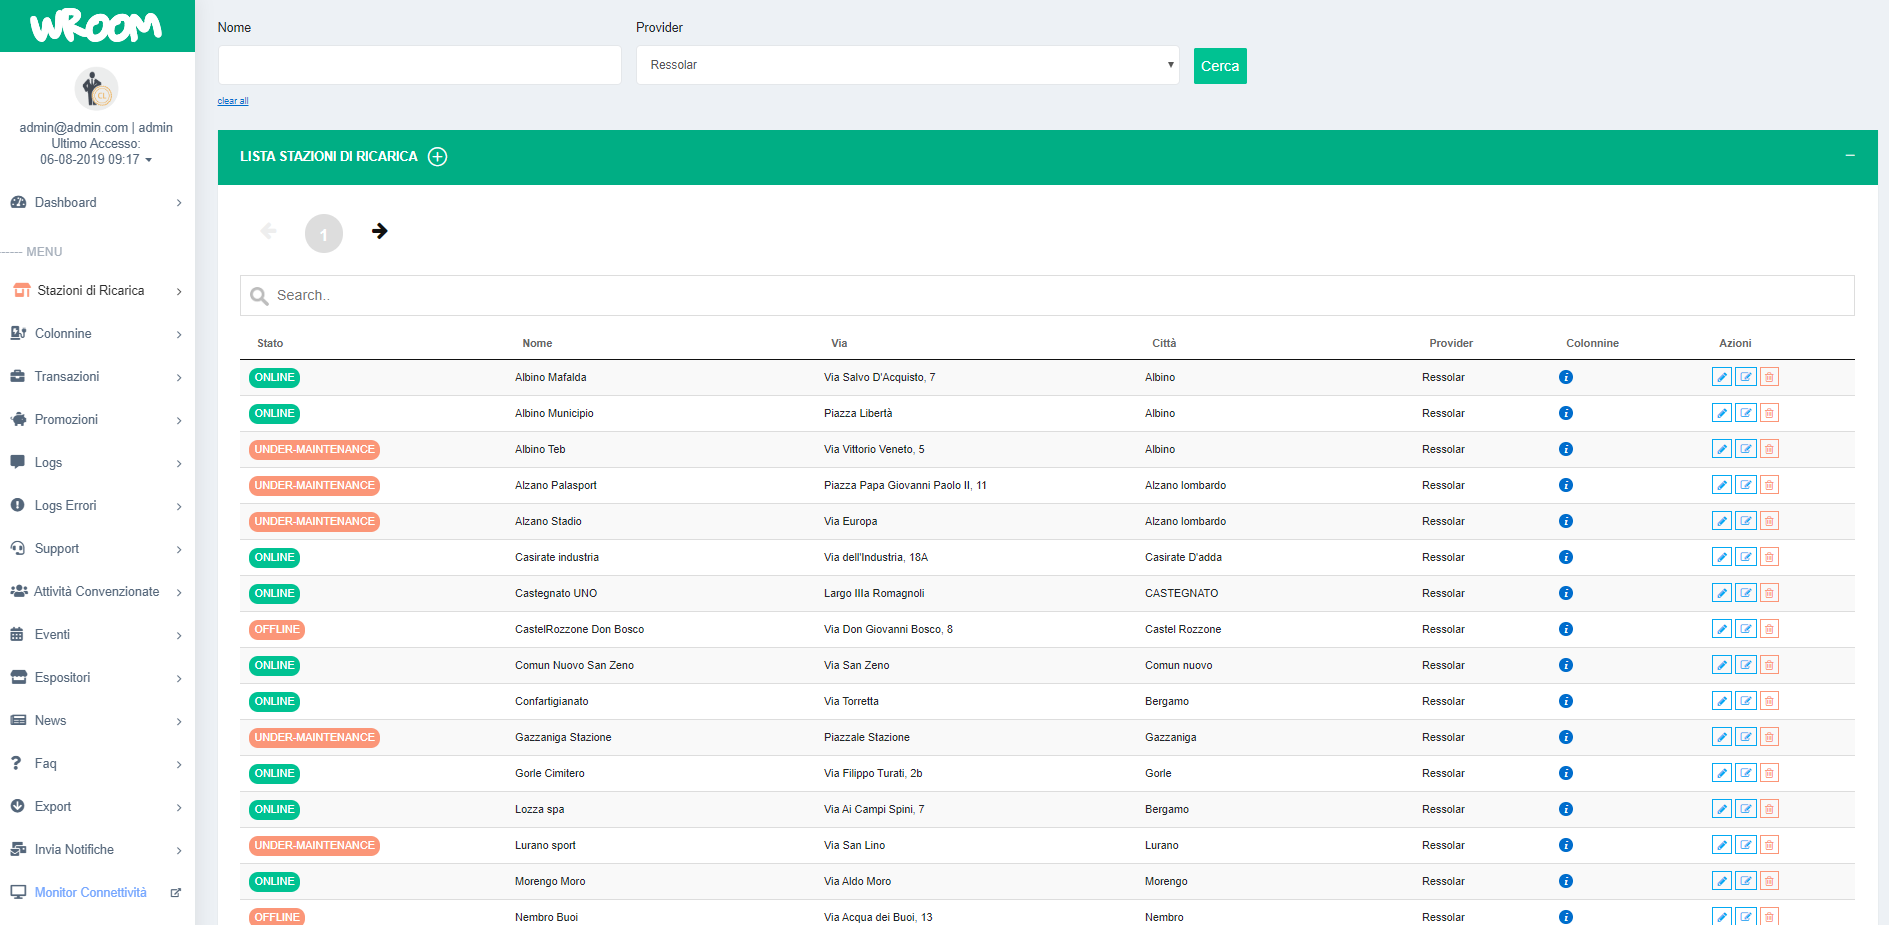 WROOM
admin@admin.com | admin
Ultimo Accesso:
06-08-2019 09:17
Dashboard
------ MENU
Stazioni di Ricarica
Colonnine
Transazioni
Promozioni
Logs
Logs Errori
Support
Attività Convenzionate
Eventi
Espositori
News
Faq
Export
Invia Notifiche
Monitor Connettività
Nome Provider
Ressolar Cerca
clear all
LISTA STAZIONI DI RICARICA
1
Search..
Stato Nome Via Città Provider Colonnine Azioni
ONLINE Albino Mafalda Via Salvo D'Acquisto, 7 Albino Ressolar
ONLINE Albino Municipio Piazza Libertà Albino Ressolar
UNDER-MAINTENANCE Albino Teb Via Vittorio Veneto, 5 Albino Ressolar
UNDER-MAINTENANCE Alzano Palasport Piazza Papa Giovanni Paolo II, 11 Alzano lombardo Ressolar
UNDER-MAINTENANCE Alzano Stadio Via Europa Alzano lombardo Ressolar
ONLINE Casirate industria Via dell'Industria, 18A Casirate D'adda Ressolar
ONLINE Castegnato UNO Largo IIIa Romagnoli CASTEGNATO Ressolar
OFFLINE CastelRozzone Don Bosco Via Don Giovanni Bosco, 8 Castel Rozzone Ressolar
ONLINE Comun Nuovo San Zeno Via San Zeno Comun nuovo Ressolar
ONLINE Confartigianato Via Torretta Bergamo Ressolar
UNDER-MAINTENANCE Gazzaniga Stazione Piazzale Stazione Gazzaniga Ressolar
ONLINE Gorle Cimitero Via Filippo Turati, 2b Gorle Ressolar
ONLINE Lozza spa Via Ai Campi Spini, 7 Bergamo Ressolar
UNDER-MAINTENANCE Lurano sport Via San Lino Lurano Ressolar
ONLINE Morengo Moro Via Aldo Moro Morengo Ressolar
OFFLINE Nembro Buoi Via Acqua dei Buoi, 13 Nembro Ressolar